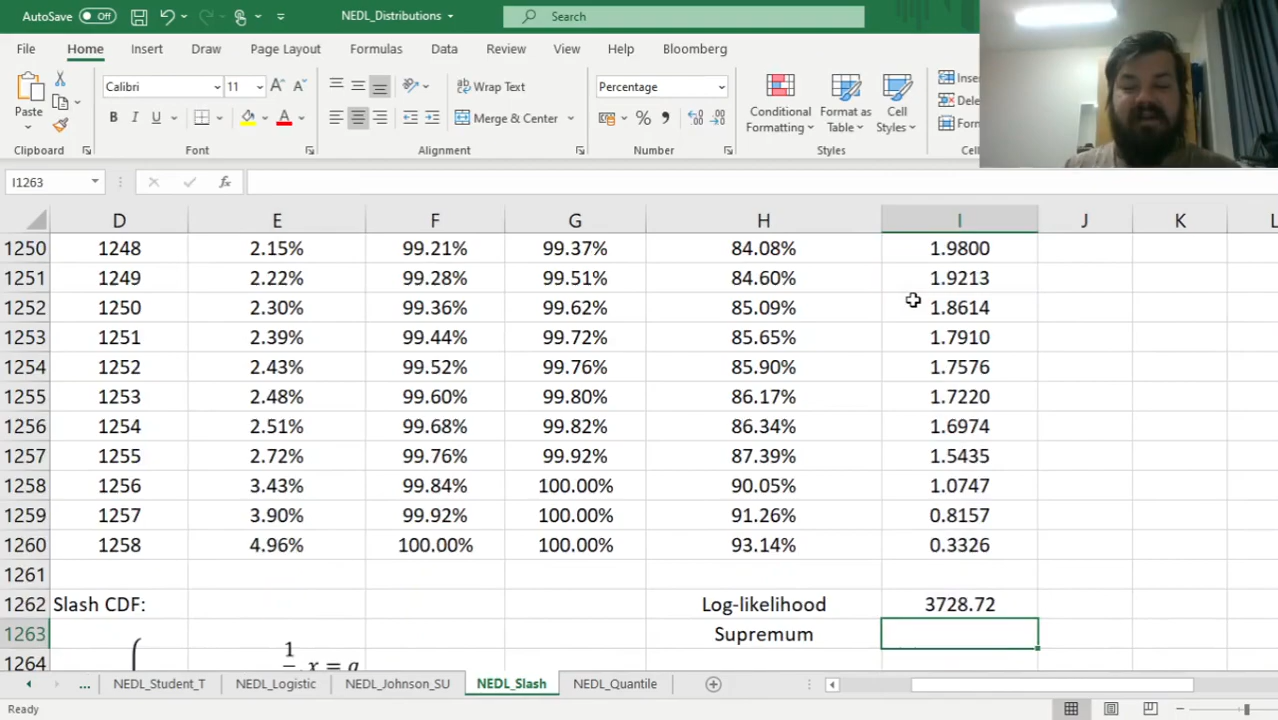 AutoSave Off NEDL_Distributions Search
File Home Insert Draw Page Layout Formulas Data Review View Help Bloomberg
Calibri 11 Wrap Text Percentage Inse
Paste B I U A Merge & Center % Conditional Formatting Format as Table Cell Styles Dele
Form
Clipboard Font Alignment Number Styles Cel
I1263 fx
D E F G H I J K L
1250 1248 2.15% 99.21% 99.37% 84.08% 1.9800
1251 1249 2.22% 99.28% 99.51% 84.60% 1.9213
1252 1250 2.30% 99.36% 99.62% 85.09% 1.8614
1253 1251 2.39% 99.44% 99.72% 85.65% 1.7910
1254 1252 2.43% 99.52% 99.76% 85.90% 1.7576
1255 1253 2.48% 99.60% 99.80% 86.17% 1.7220
1256 1254 2.51% 99.68% 99.82% 86.34% 1.6974
1257 1255 2.72% 99.76% 99.92% 87.39% 1.5435
1258 1256 3.43% 99.84% 100.00% 90.05% 1.0747
1259 1257 3.90% 99.92% 100.00% 91.26% 0.8157
1260 1258 4.96% 100.00% 100.00% 93.14% 0.3326
1261
1262 Slash CDF: Log-likelihood 3728.72
1263 Supremum
1264 1 , x = a
... NEDL_Student_T NEDL_Logistic NEDL_Johnson_SU NEDL_Slash NEDL_Quantile
Ready